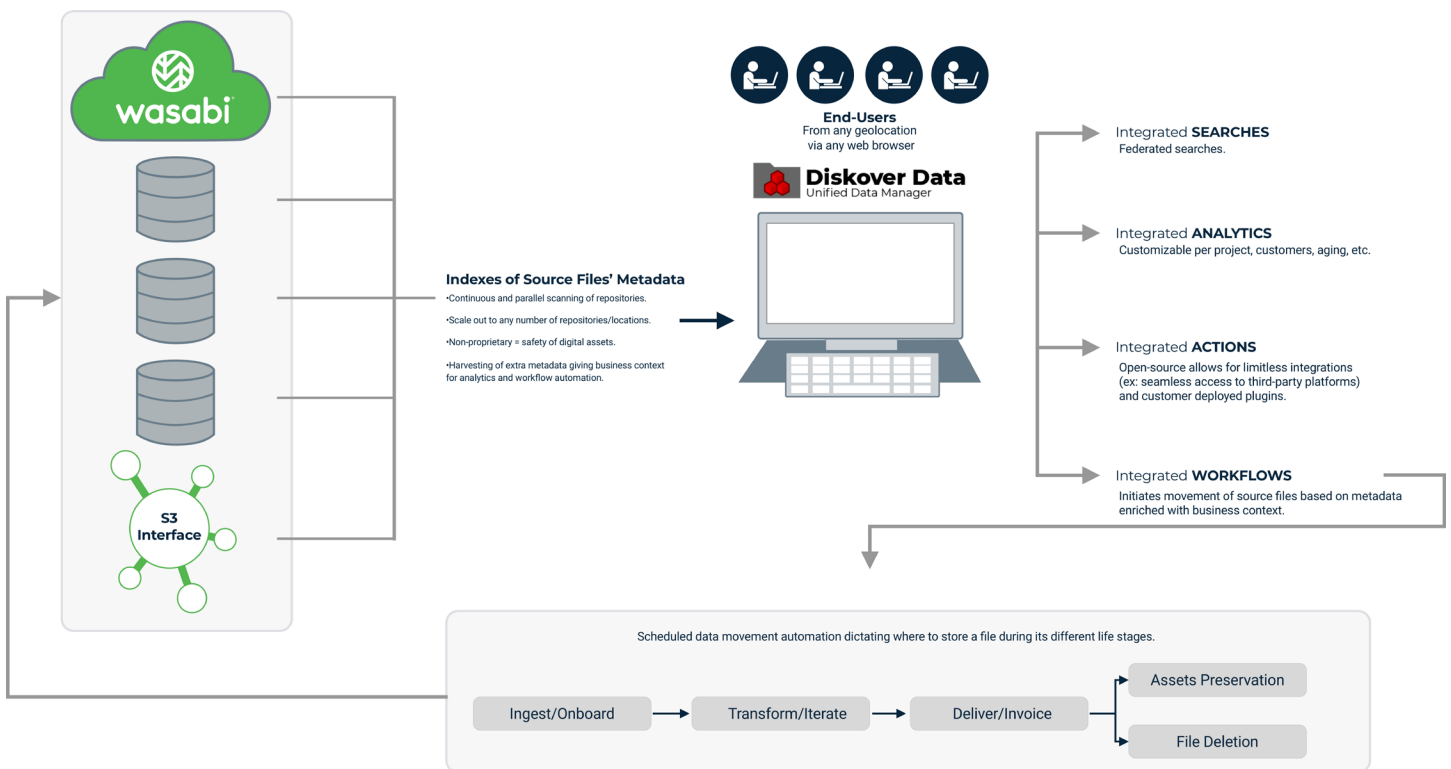 wasabi
S3
Interface
Indexes of Source Files’ Metadata
•Continuous and parallel scanning of repositories.
•Scale out to any number of repositories/locations.
•Non-proprietary = safety of digital assets.
•Harvesting of extra metadata giving business context
for analytics and workflow automation.
End-Users
From any geolocation
via any web browser
Diskover Data
Unified Data Manager
Integrated SEARCHES
Federated searches.
Integrated ANALYTICS
Customizable per project, customers, aging, etc.
Integrated ACTIONS
Open-source allows for limitless integrations
(ex: seamless access to third-party platforms)
and customer deployed plugins.
Integrated WORKFLOWS
Initiates movement of source files based on metadata
enriched with business context.
Scheduled data movement automation dictating where to store a file during its different life stages.
Ingest/Onboard
Transform/Iterate
Deliver/Invoice
Assets Preservation
File Deletion